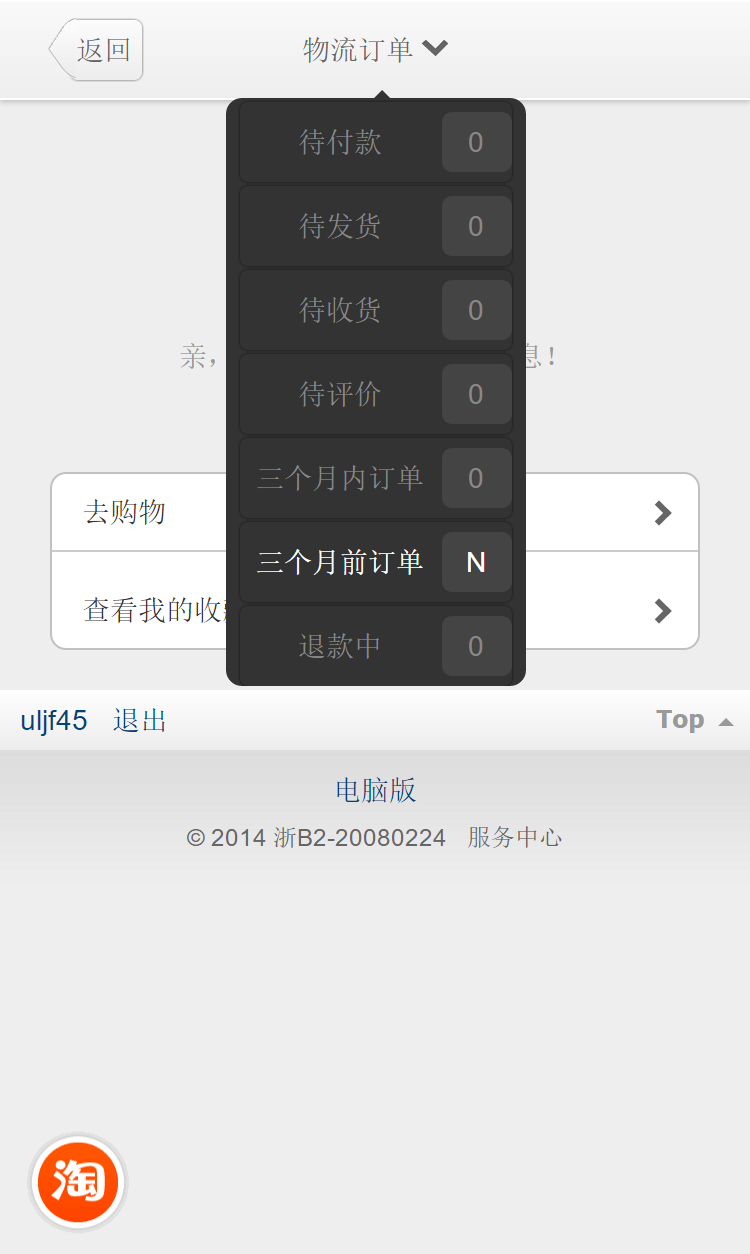 返回
物流订单
待付款 0
待发货 0
待收货 0
亲， 息！
待评价 0
三个月内订单 0
去购物
三个月前订单 N
查看我的收
退款中 0
uljf45 退出 Top
电脑版
© 2014 浙B2-20080224 服务中心
淘